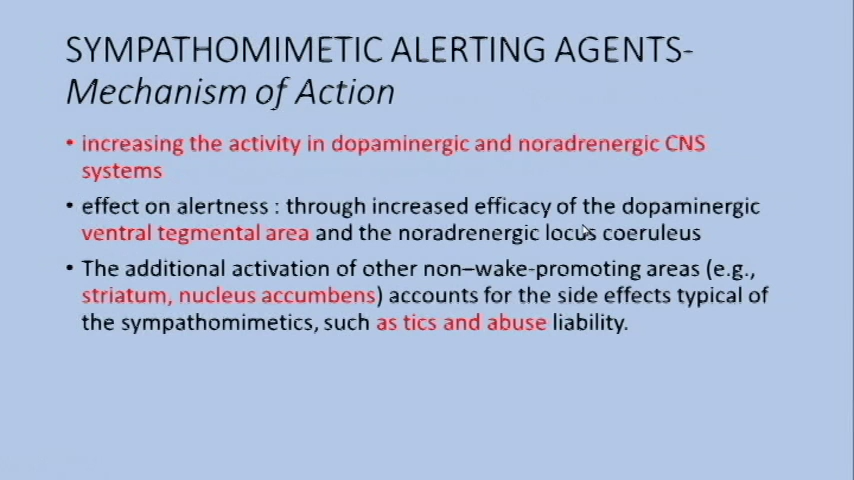 SYMPATHOMIMETIC ALERTING AGENTS-
Mechanism of Action
• increasing the activity in dopaminergic and noradrenergic CNS
systems
• effect on alertness : through increased efficacy of the dopaminergic
ventral tegmental area and the noradrenergic locus coeruleus
• The additional activation of other non–wake-promoting areas (e.g.,
striatum, nucleus accumbens) accounts for the side effects typical of
the sympathomimetics, such as tics and abuse liability.